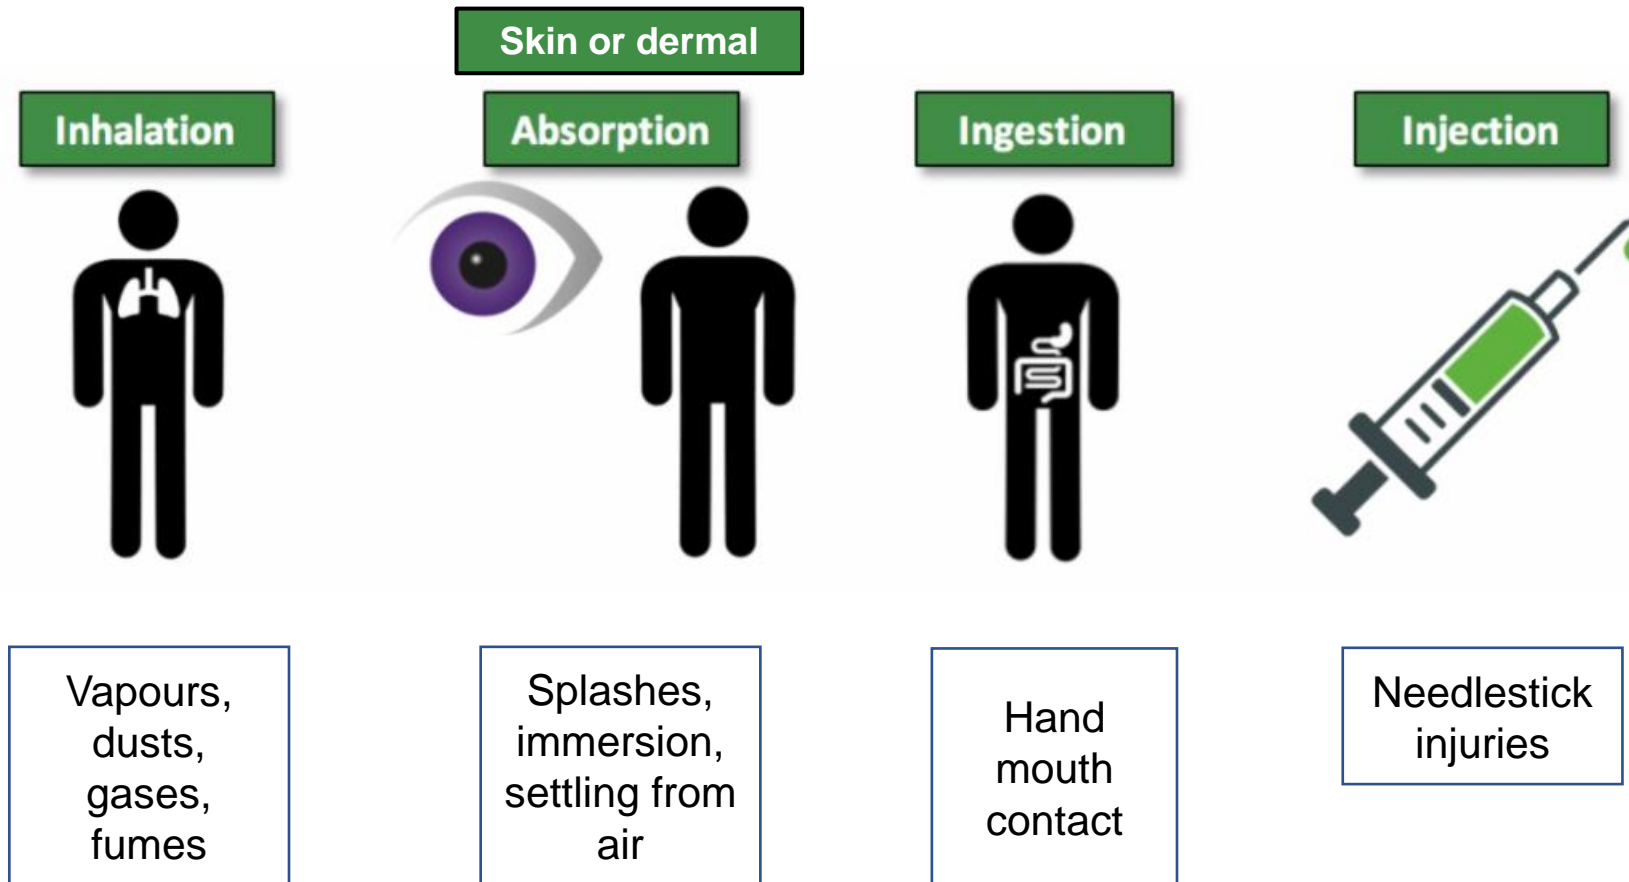 Skin or dermal
Inhalation
Absorption
Ingestion
Injection
Vapours,
dusts,
gases,
fumes
Splashes,
immersion,
settling from
air
Hand
mouth
contact
Needlestick
injuries